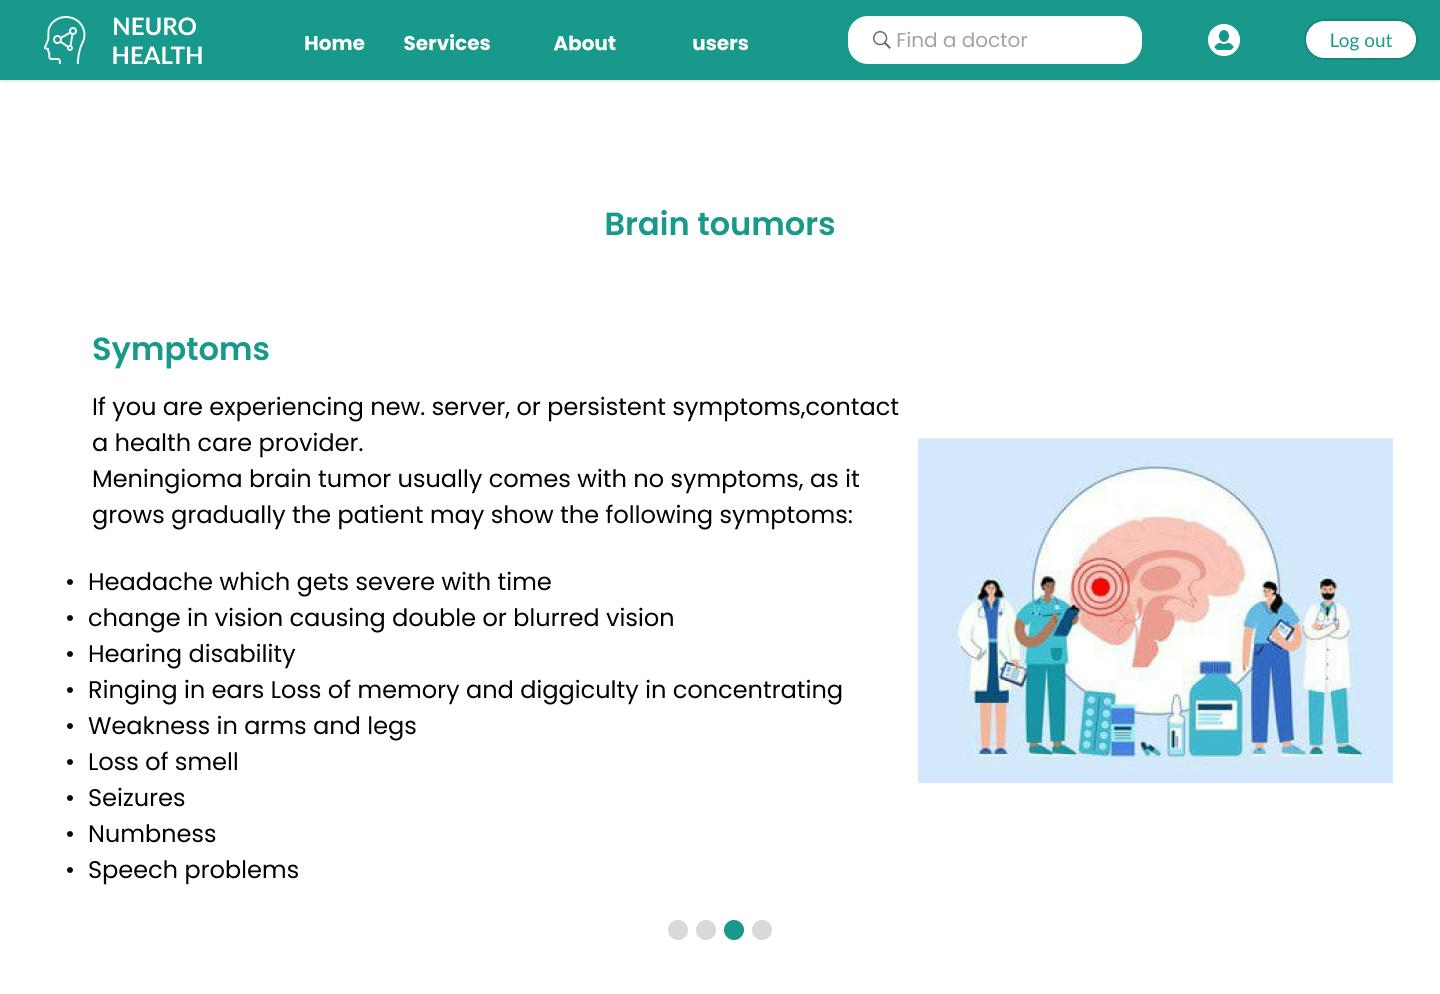 NEURO
HEALTH
Home Services About users
Find a doctor
Log out
Brain toumors
Symptoms
If you are experiencing new. server, or persistent symptoms,contact
a health care provider.
Meningioma brain tumor usually comes with no symptoms, as it
grows gradually the patient may show the following symptoms:
• Headache which gets severe with time
• change in vision causing double or blurred vision
• Hearing disability
• Ringing in ears Loss of memory and diggiculty in concentrating
• Weakness in arms and legs
• Loss of smell
• Seizures
• Numbness
• Speech problems